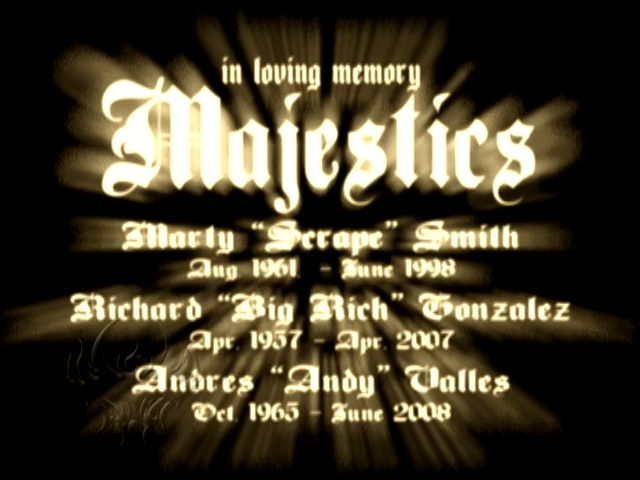 in loving memory
Majestics
Marty "Scrape" Smith
Aug. 1961 - June 1998
Richard "Big Rich" Gonzalez
Apr. 1957 - Apr. 2007
Andres "Andy" Valles
Oct. 1965 - June 2008